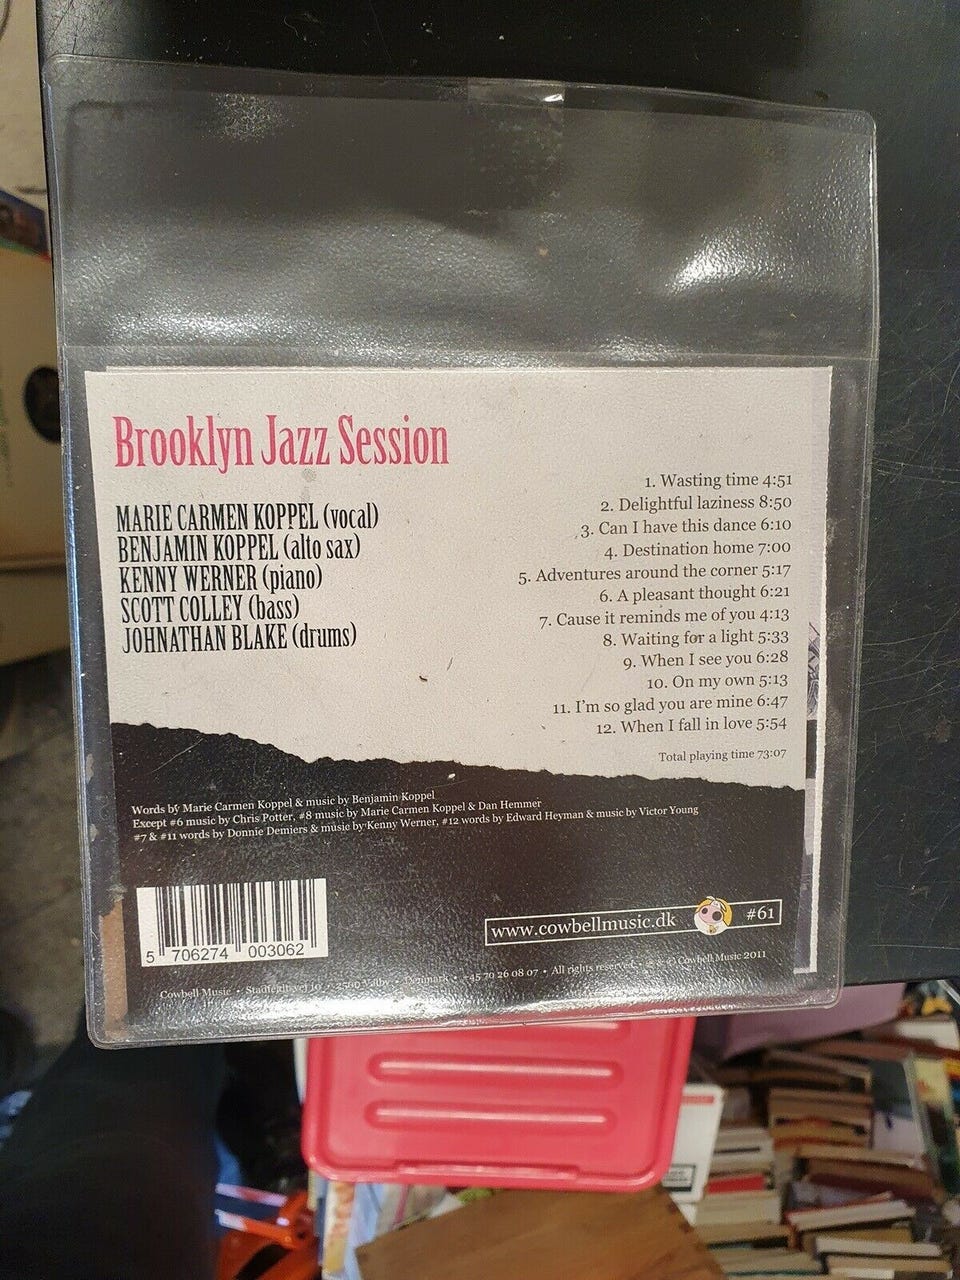 Brooklyn Jazz Session
MARIE CARMEN KOPPEL (vocal)
BENJAMIN KOPPEL (alto sax)
KENNY WERNER (piano)
SCOTT COLLEY (bass)
JOHNATHAN BLAKE (drums)
1. Wasting time 4:51
2. Delightful laziness 8:50
3. Can I have this dance 6:10
4. Destination home 7:00
5. Adventures around the corner 5:17
6. A pleasant thought 6:21
7. Cause it reminds me of you 4:13
8. Waiting for a light 5:33
9. When I see you 6:28
10. On my own 5:13
11. I'm so glad you are mine 6:47
12. When I fall in love 5:54
Total playing time 73:07
Words by Marie Carmen Koppel & music by Benjamin Koppel
Except #6 music by Chris Potter, #8 music by Marie Carmen Koppel & Dan Hemmer
#7 & #11 words by Donnie Demiers & music by Kenny Werner, #12 words by Edward Heyman & music by Victor Young
5 706274 003062
www.cowbellmusic.dk #61
Cowbell Music • 2500 Valby • Denmark • +45 70 26 08 07 • All rights reserved • © Cowbell Music 2011